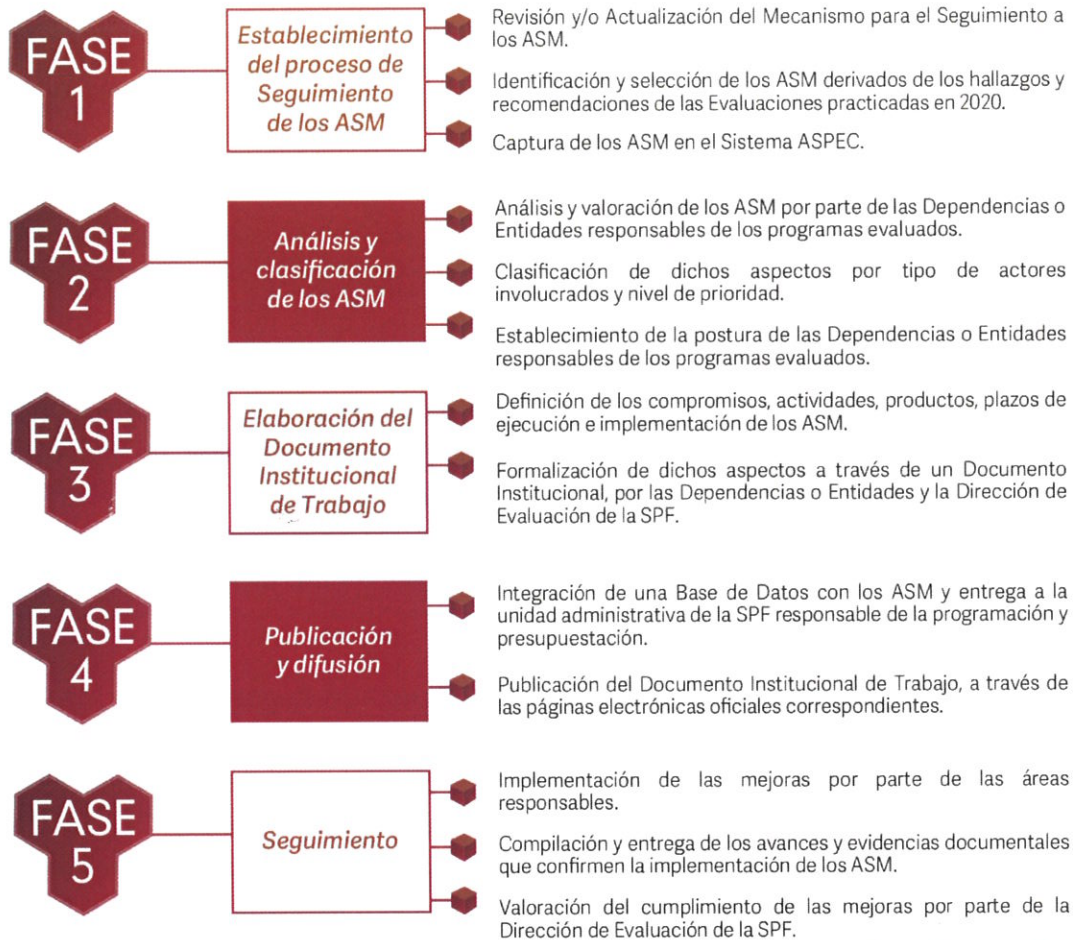 FASE
1
Establecimiento
del proceso de
Seguimiento
de los ASM
Revisión y/o Actualización del Mecanismo para el Seguimiento a
los ASM.
Identificación y selección de los ASM derivados de los hallazgos y
recomendaciones de las Evaluaciones practicadas en 2020.
Captura de los ASM en el Sistema ASPEC.
FASE
2
Análisis y
clasificación
de los ASM
Análisis y valoración de los ASM por parte de las Dependencias o
Entidades responsables de los programas evaluados.
Clasificación de dichos aspectos por tipo de actores
involucrados y nivel de prioridad.
Establecimiento de la postura de las Dependencias o Entidades
responsables de los programas evaluados.
FASE
3
Elaboración del
Documento
Institucional
de Trabajo
Definición de los compromisos, actividades, productos, plazos de
ejecución e implementación de los ASM.
Formalización de dichos aspectos a través de un Documento
Institucional, por las Dependencias o Entidades y la Dirección de
Evaluación de la SPF.
FASE
4
Publicación
y difusión
Integración de una Base de Datos con los ASM y entrega a la
unidad administrativa de la SPF responsable de la programación y
presupuestación.
Publicación del Documento Institucional de Trabajo, a través de
las páginas electrónicas oficiales correspondientes.
FASE
5
Seguimiento
Implementación de las mejoras por parte de las áreas
responsables.
Compilación y entrega de los avances y evidencias documentales
que confirmen la implementación de los ASM.
Valoración del cumplimiento de las mejoras por parte de la
Dirección de Evaluación de la SPF.